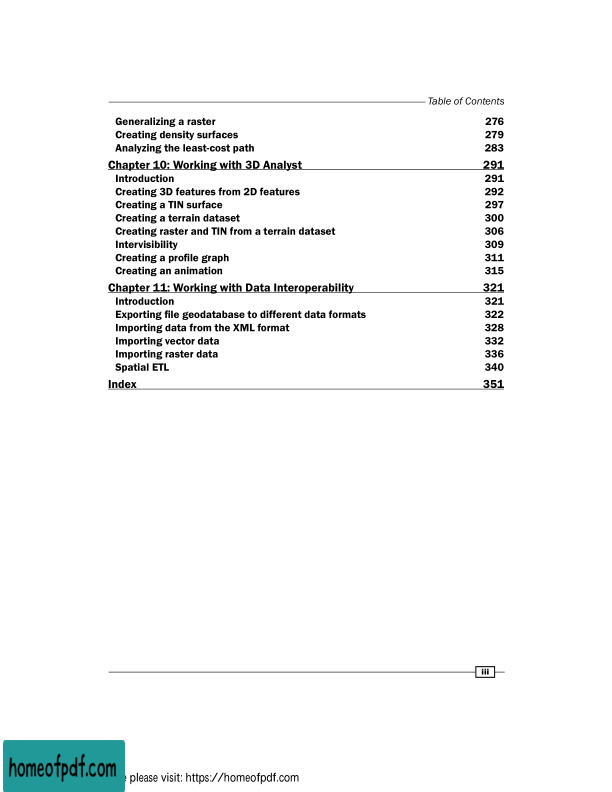 Table of Contents
Generalizing a raster 276
Creating density surfaces 279
Analyzing the least-cost path 283
Chapter 10: Working with 3D Analyst 291
Introduction 291
Creating 3D features from 2D features 292
Creating a TIN surface 297
Creating a terrain dataset 300
Creating raster and TIN from a terrain dataset 306
Intervisibility 309
Creating a profile graph 311
Creating an animation 315
Chapter 11: Working with Data Interoperability 321
Introduction 321
Exporting file geodatabase to different data formats 322
Importing data from the XML format 328
Importing vector data 332
Importing raster data 336
Spatial ETL 340
Index 351
iii
homeofpdf.com
please visit: https://homeofpdf.com